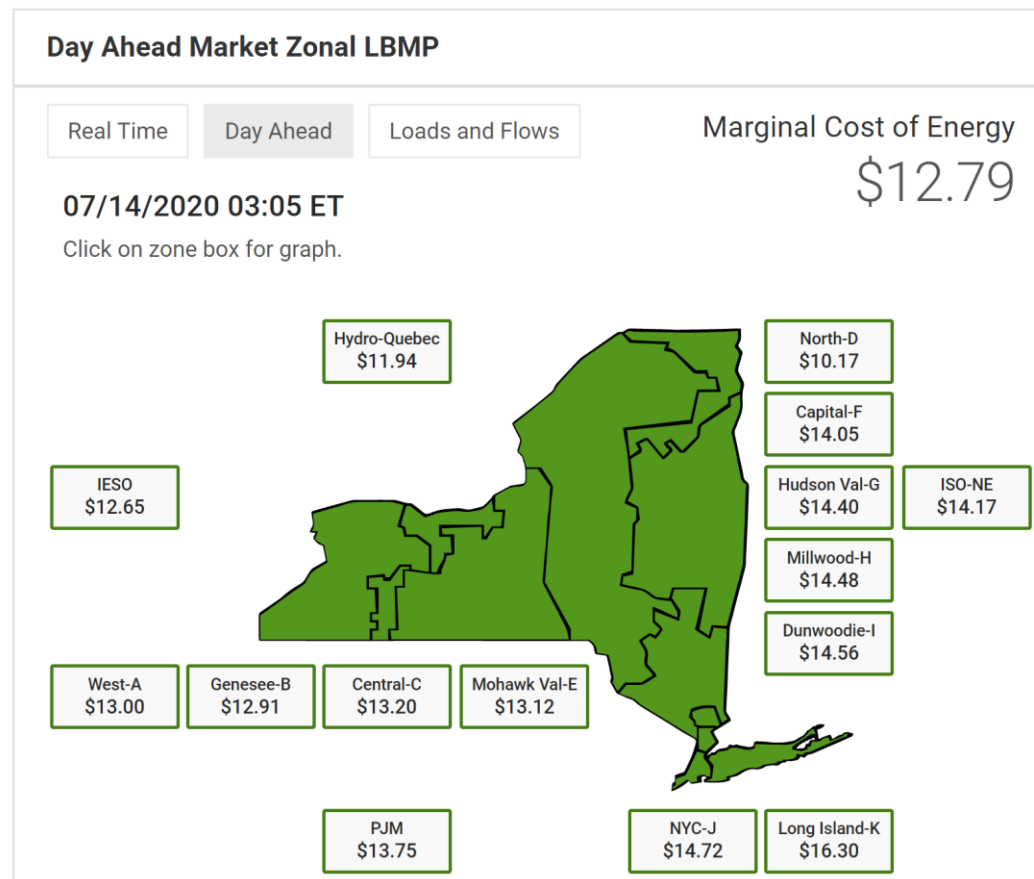 Day Ahead Market Zonal LBMP
Real Time
Day Ahead
Loads and Flows
Marginal Cost of Energy
$12.79
07/14/2020 03:05 ET
Click on zone box for graph.
Hydro-Quebec
$11.94
North-D
$10.17
Capital-F
$14.05
IESO
$12.65
Hudson Val-G
$14.40
ISO-NE
$14.17
Millwood-H
$14.48
Dunwoodie-I
$14.56
West-A
$13.00
Genesee-B
$12.91
Central-C
$13.20
Mohawk Val-E
$13.12
PJM
$13.75
NYC-J
$14.72
Long Island-K
$16.30